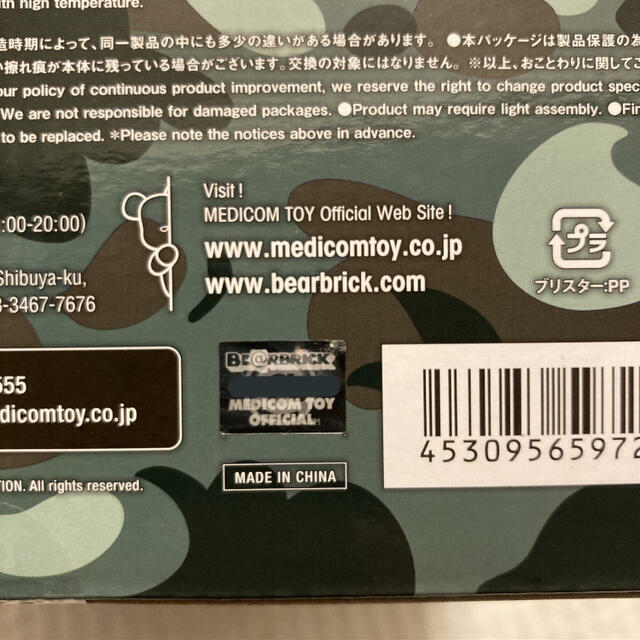 with high temperature.
造時期によって、同一製品の中にも多少の違いがある場合があります。 ●本パッケージは製品保護の為
い擦れ痕が本体に残っている場合がございます。交換の対象にはなりません。 ※以上、おことわりに関してご
our policy of continuous product improvement, we reserve the right to change product spec
We are not responsible for damaged packages. ●Product may require light assembly. ●Fin
to be replaced. ＊Please note the notices above in advance.
Visit !
MEDICOM TOY Official Web Site !
:00-20:00)
www.medicomtoy.co.jp
www.bearbrick.com
プラ
ブリスター:PP
Shibuya-ku,
3-3467-7676
BE@RBRICK
MEDICOM TOY
OFFICIAL
555
dicomtoy.co.jp
45309565972
MADE IN CHINA
TION. All rights reserved.